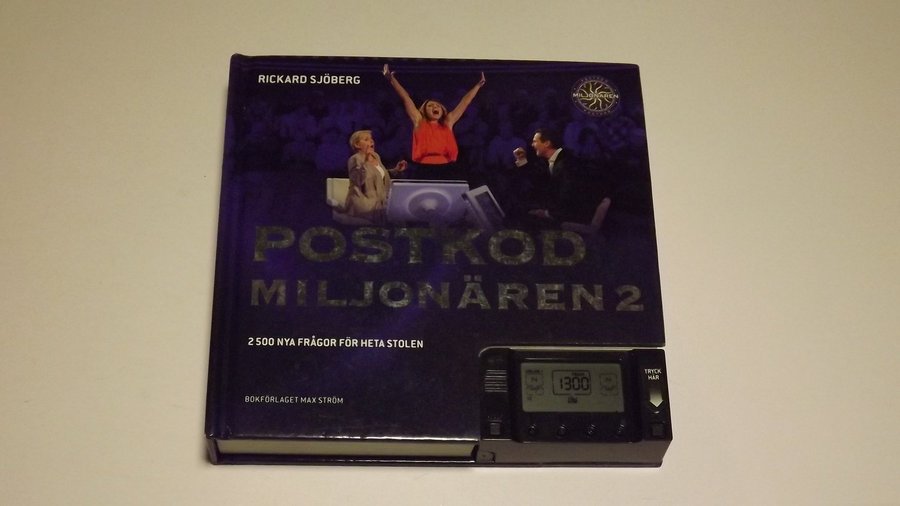 RICKARD SJÖBERG
MILJONÄREN
POSTKOD
MILJONÄREN 2
2 500 NYA FRÅGOR FÖR HETA STOLEN
BOKFÖRLAGET MAX STRÖM
1300
TRYCK
HÄR